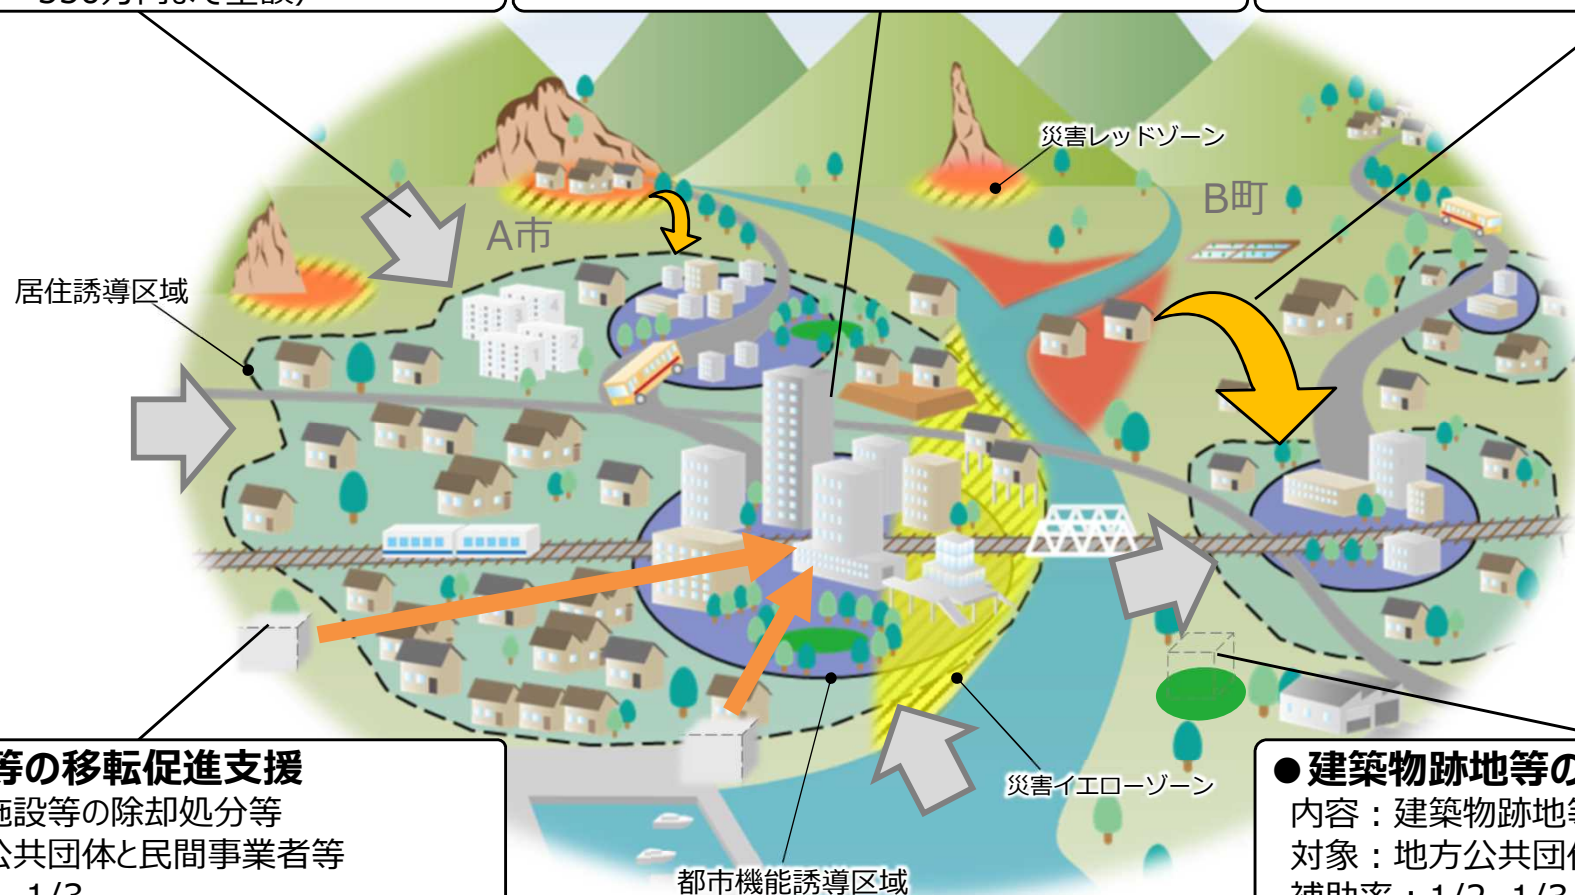 災害レッドゾーン
B町
A市
居住誘導区域
等の移転促進支援
施設等の除却処分等
公共団体と民間事業者等
1/3
災害イエローゾーン
都市機能誘導区域
●建築物跡地等の
内容：建築物跡地等
対象：地方公共団体